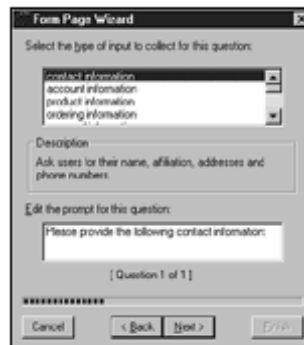 Form Page Wizard
Select the type of input to collect for this question:
contact information
account information
product information
ordering information
Description
Ask users for their name, affiliation, addresses and
phone numbers.
Edit the prompt for this question:
Please provide the following contact information:
[ Question 1 of 1 ]
Cancel
< Back
Next >
Finish